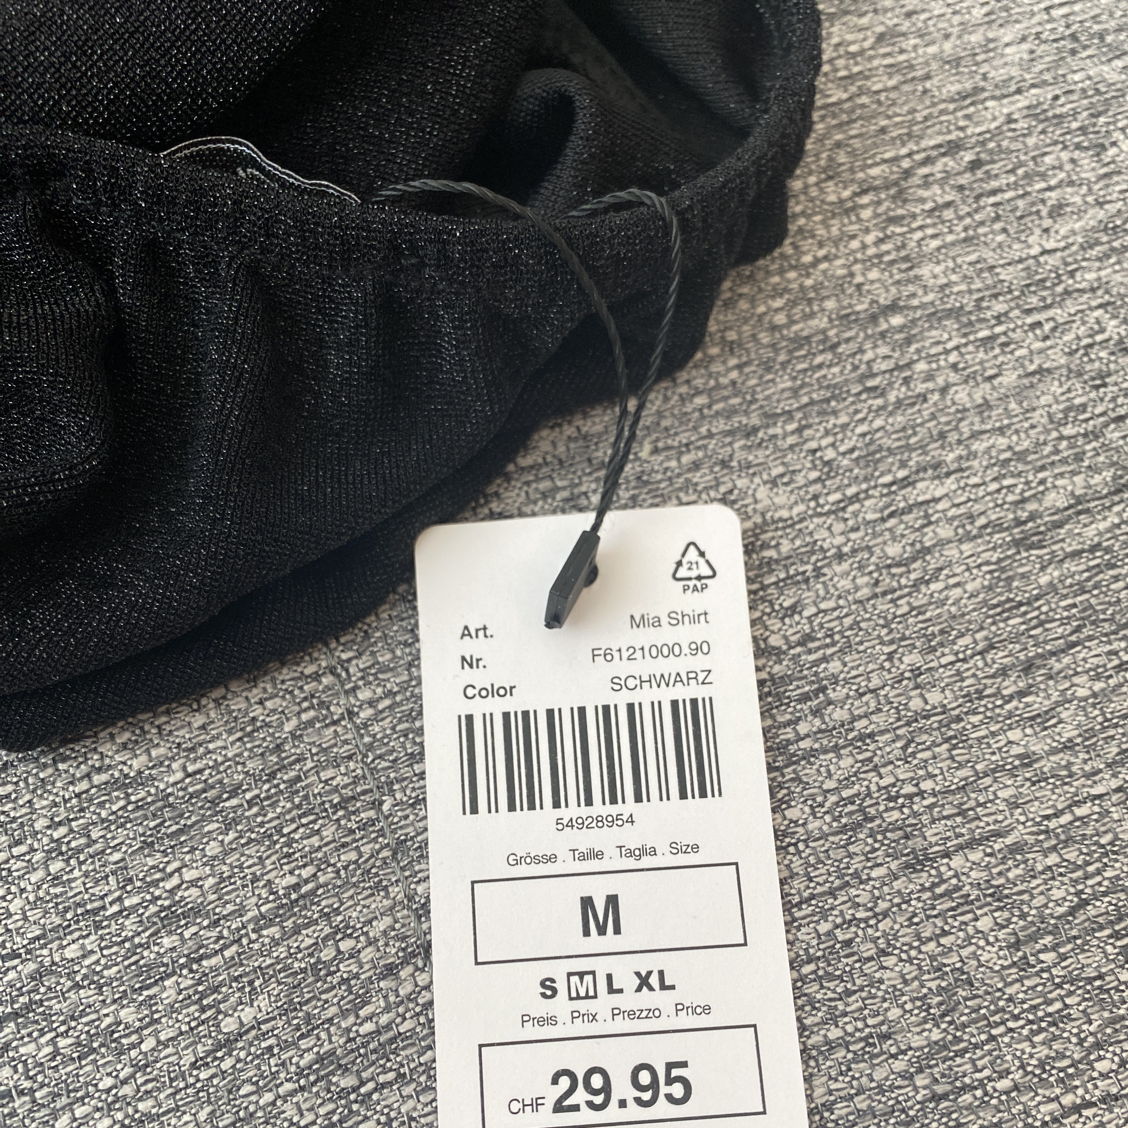 21
PAP
Art. Mia Shirt
Nr. F6121000.90
Color SCHWARZ
54928954
Grösse . Taille . Taglia . Size
M
S M L XL
Preis . Prix . Prezzo . Price
CHF 29.95